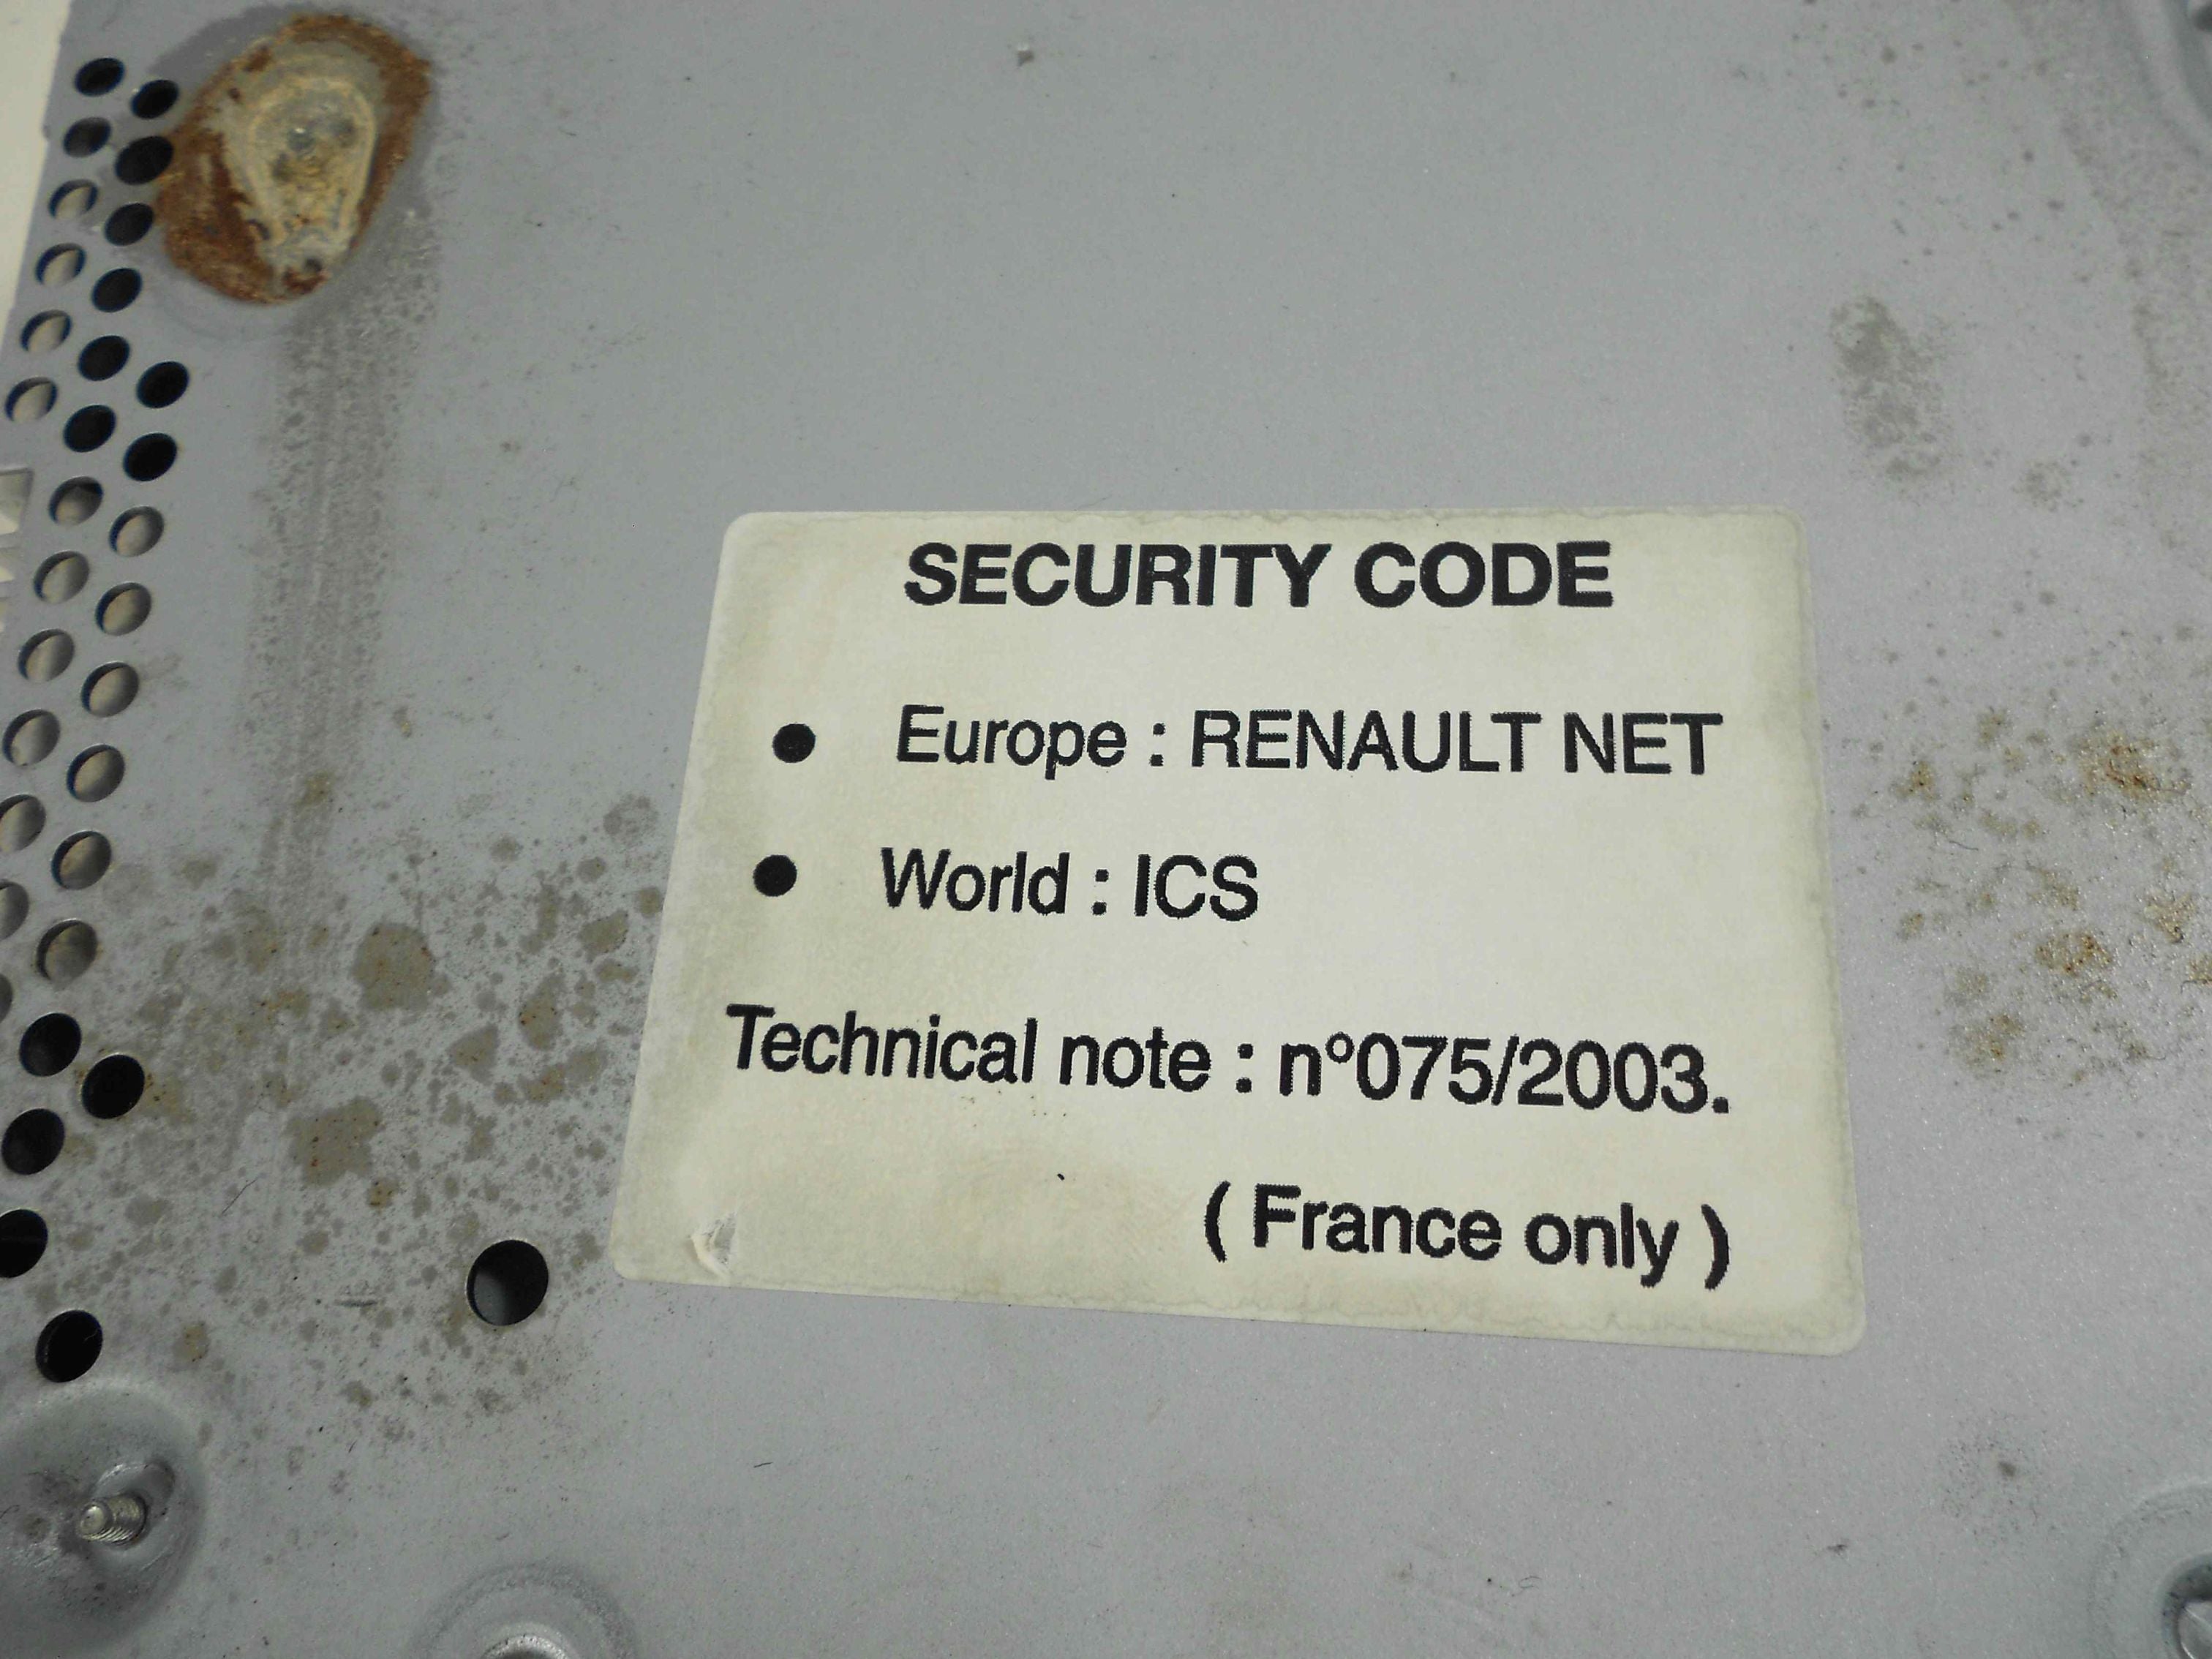 SECURITY CODE
● Europe : RENAULT NET
● World : ICS
Technical note : n°075/2003.
( France only )